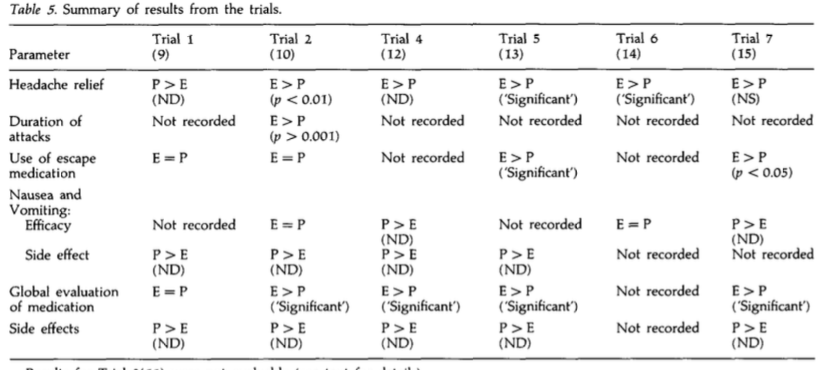 Table 5. Summary of results from the trials.
Trial 1 Trial 2 Trial 4 Trial 5 Trial 6 Trial 7
Parameter (9) (10) (12) (13) (14) (15)
Headache relief P > E E > P E > P E > P E > P E > P
(ND) (p < 0.01) (ND) ('Significant') ('Significant') (NS)
Duration of Not recorded E > P Not recorded Not recorded Not recorded Not recorded
attacks (p > 0.001)
Use of escape E = P E = P Not recorded E > P Not recorded E > P
medication ('Significant') (p < 0.05)
Nausea and
Vomiting:
Efficacy Not recorded E = P P > E Not recorded E = P P > E
(ND) (ND)
Side effect P > E P > E P > E P > E Not recorded Not recorded
(ND) (ND) (ND) (ND)
Global evaluation E = P E > P E > P E > P Not recorded E > P
of medication ('Significant') ('Significant') ('Significant') ('Significant')
Side effects P > E P > E P > E P > E Not recorded P > E
(ND) (ND) (ND) (ND) (ND)